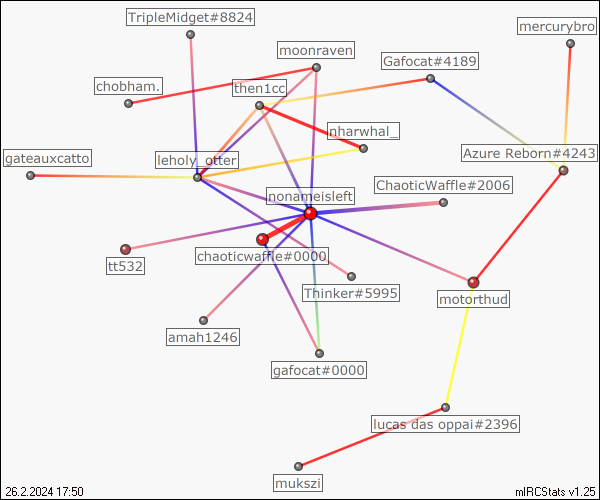 TripleMidget#8824
mercurybro
moonraven
Gafocat#4189
chobham.
then1cc
nharwhal_
gateauxcatto
leholy_otter
Azure Reborn#4243
nonameisleft
ChaoticWaffle#2006
chaoticwaffle#0000
tt532
Thinker#5995
motorthud
amah1246
gafocat#0000
lucas das oppai#2396
mukszi
26.2.2024 17:50
mIRCStats v1.25